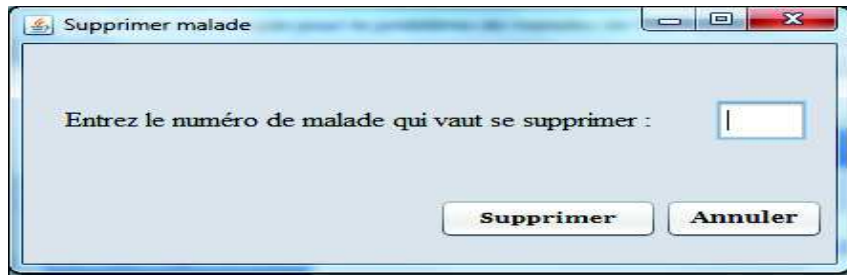 Supprimer malade
Entrez le numéro de malade qui vaut se supprimer :
Supprimer Annuler